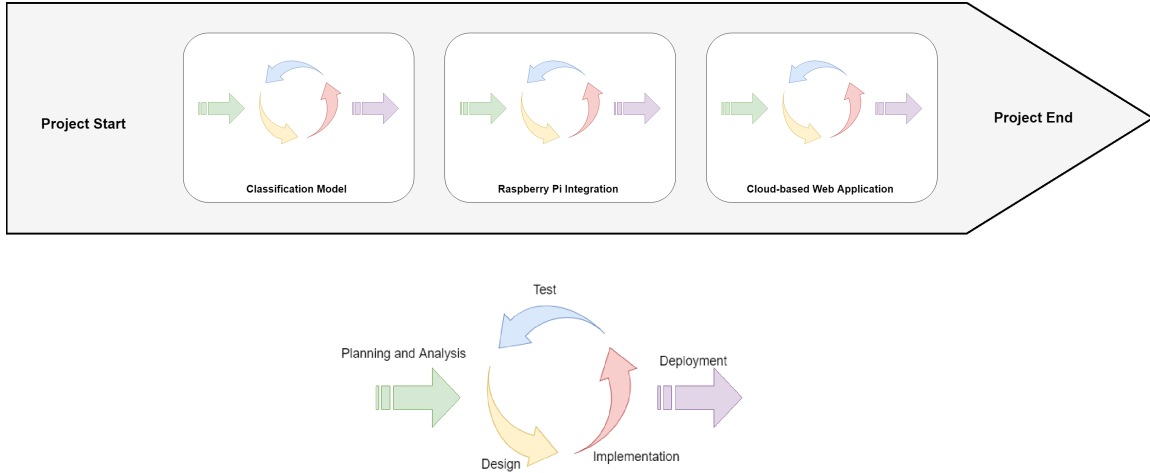 Project Start
Classification Model
Raspberry Pi Integration
Cloud-based Web Application
Project End
Test
Planning and Analysis
Deployment
Design
Implementation